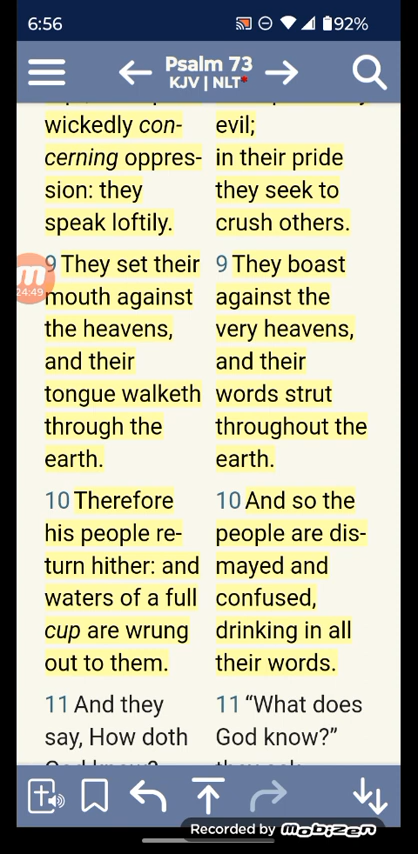 6:56
92%
Psalm 73
KJV | NLT*
wickedly con-
cerning oppres-
sion: they
speak loftily.
9 They set their
mouth against
the heavens,
and their
tongue walketh
through the
earth.
10 Therefore
his people re-
turn hither: and
waters of a full
cup are wrung
out to them.
11 And they
say, How doth
God know?
evil;
in their pride
they seek to
crush others.
9 They boast
against the
very heavens,
and their
words strut
throughout the
earth.
10 And so the
people are dis-
mayed and
confused,
drinking in all
their words.
11 “What does
God know?”
they ask
24:49
Recorded by Mobizen